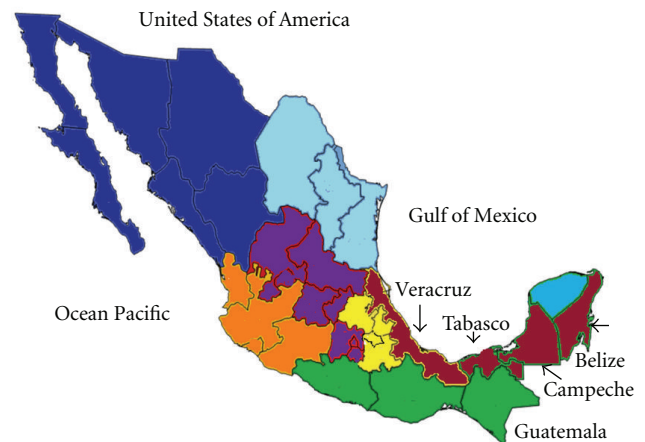 United States of America
Gulf of Mexico
Ocean Pacific
Veracruz
Tabasco
Belize
Campeche
Guatemala